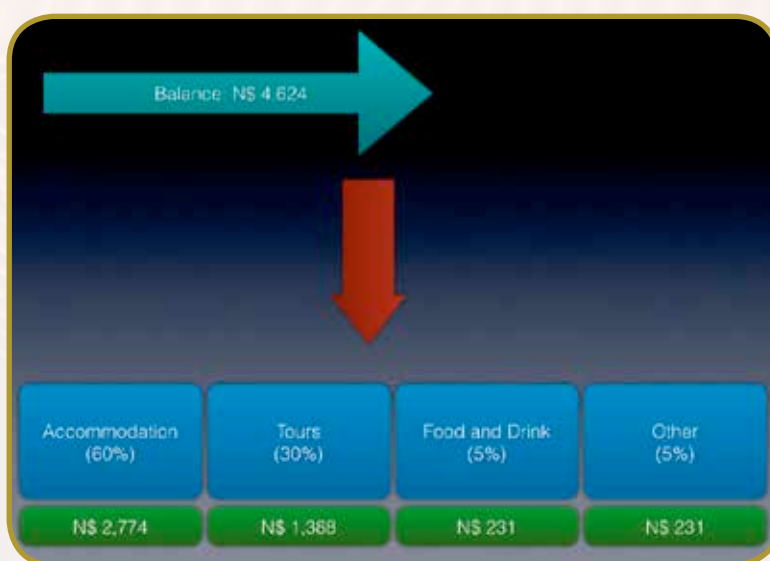 Balance N$ 4.624
Accommodation
(60%)
Tours
(30%)
Food and Drink
(5%)
Other
(5%)
N$ 2,774
N$ 1,388
N$ 231
N$ 231